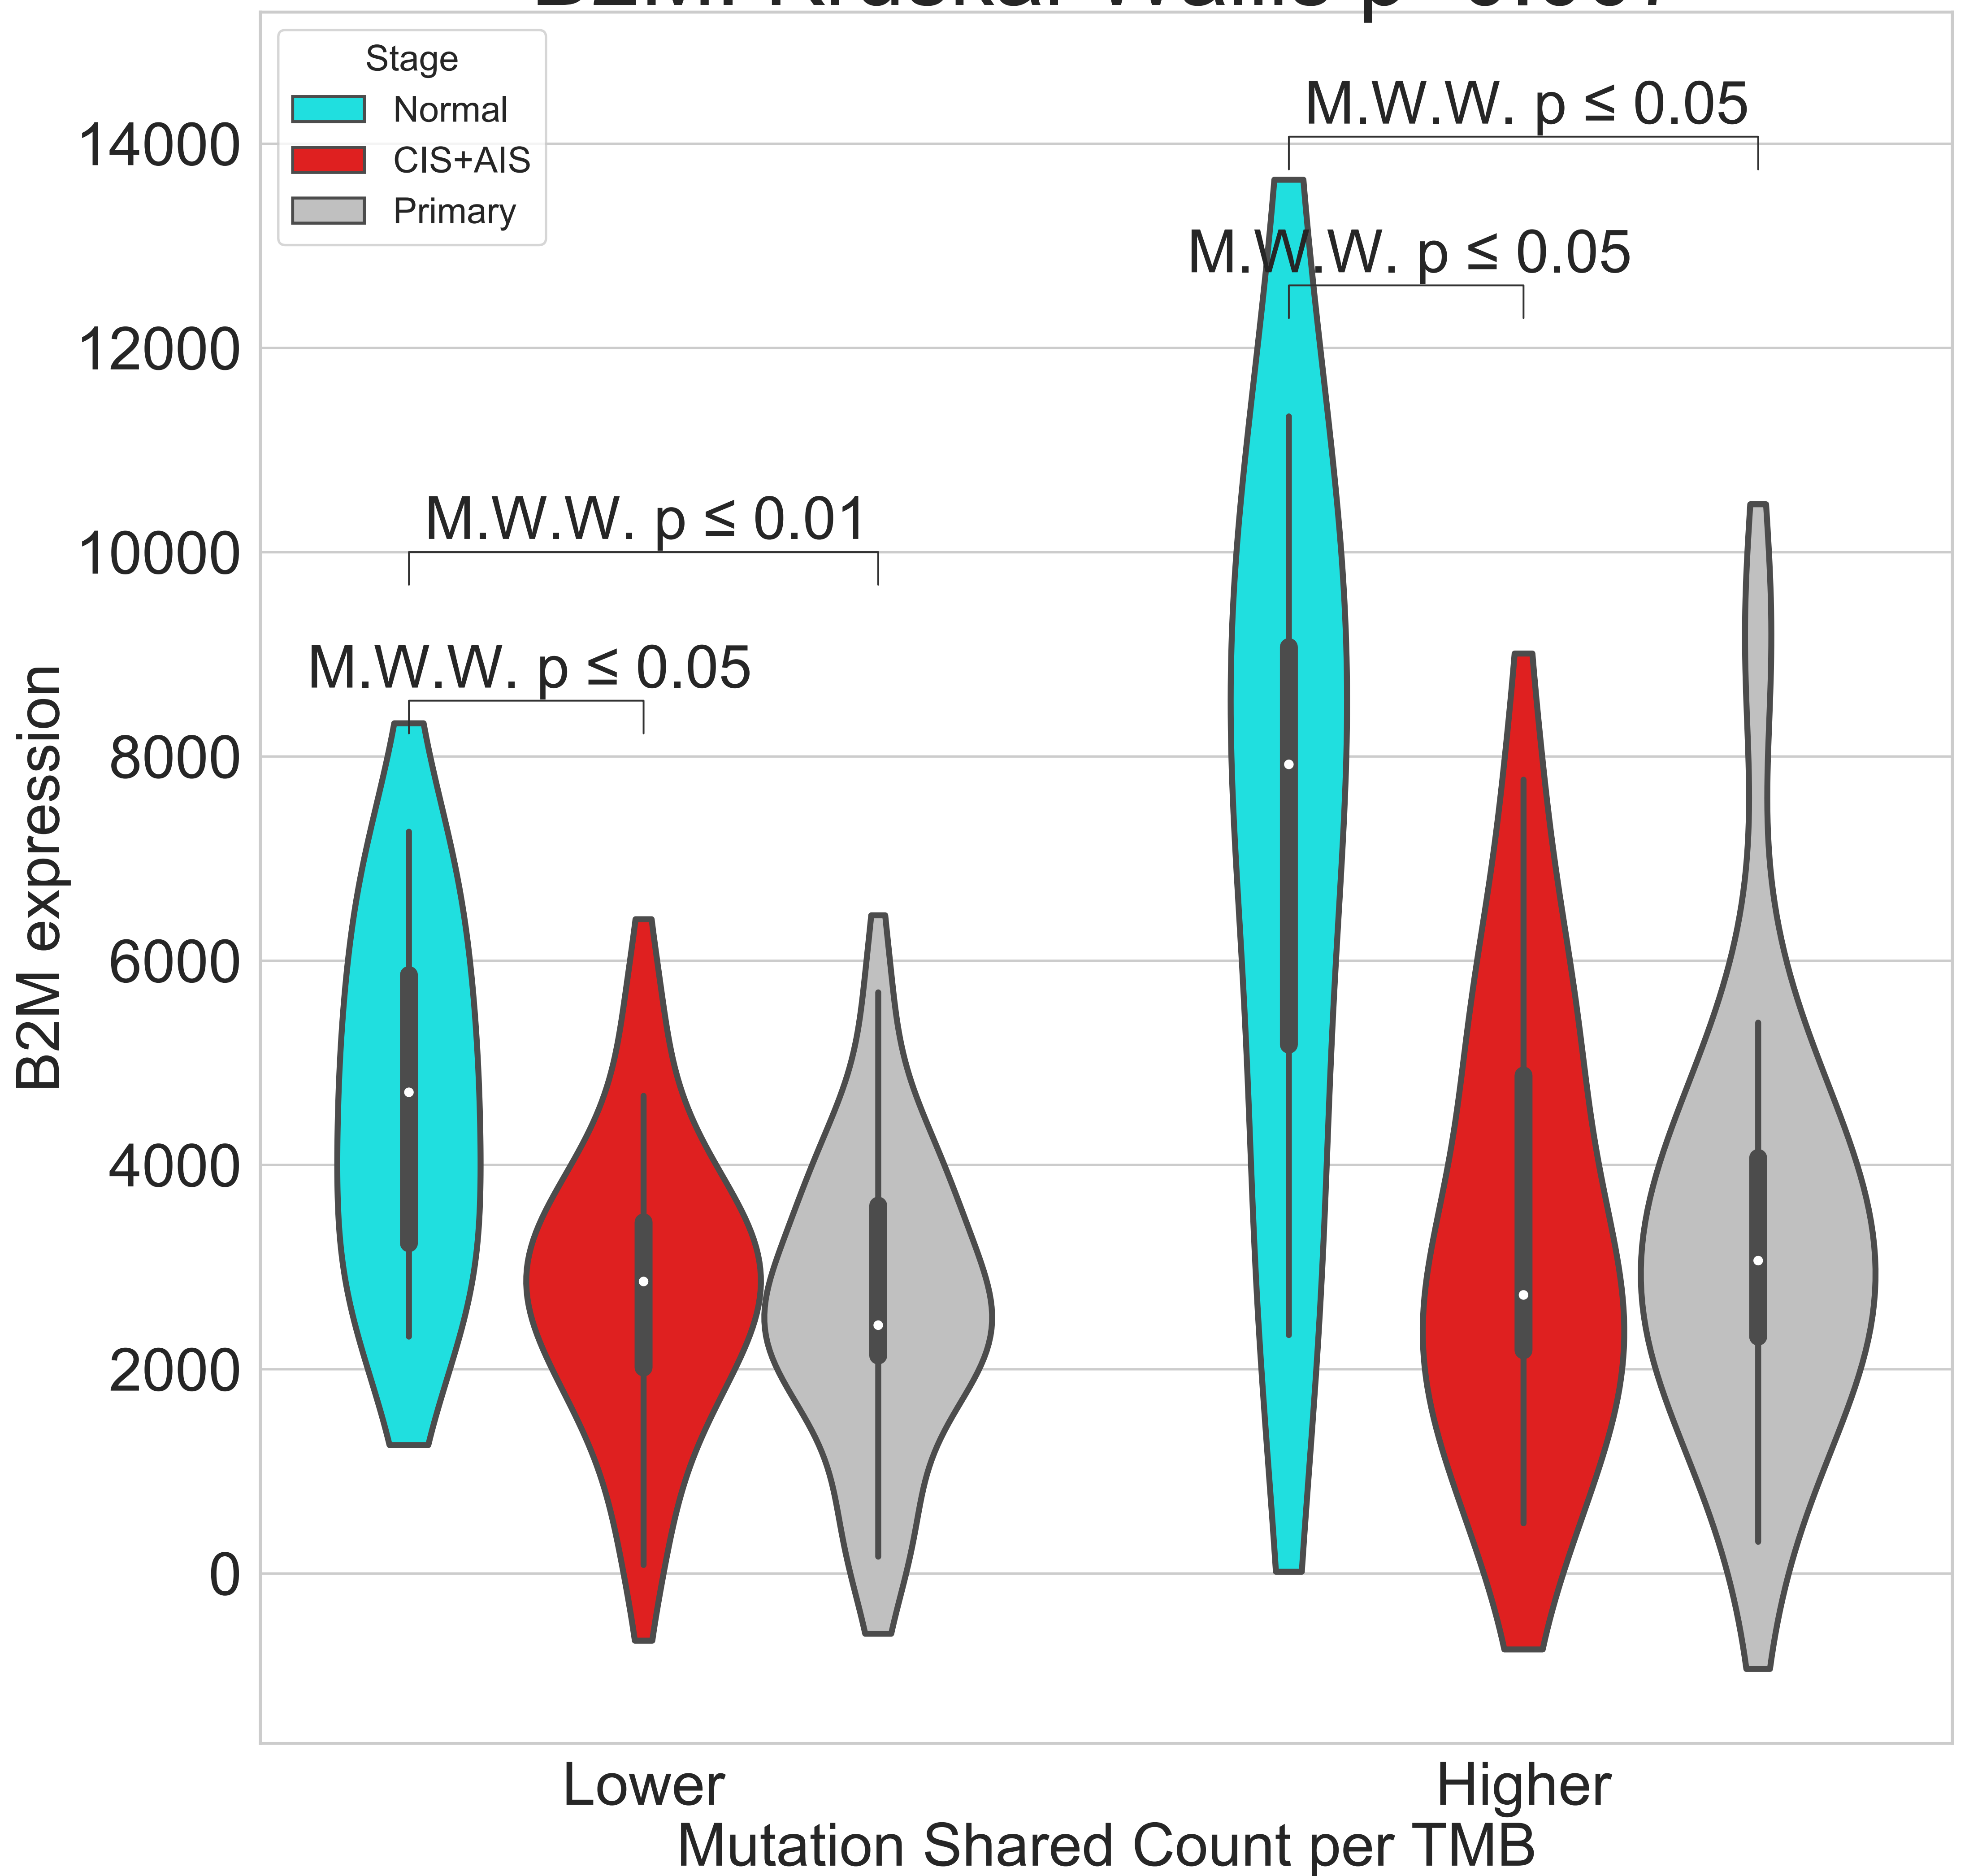 Stage
Normal
CIS+AIS
Primary
14000
12000
10000
8000
6000
4000
2000
0
B2M expression
M.W.W. p ≤ 0.05
M.W.W. p ≤ 0.05
M.W.W. p ≤ 0.01
M.W.W. p ≤ 0.05
Lower
Higher
Mutation Shared Count per TMB